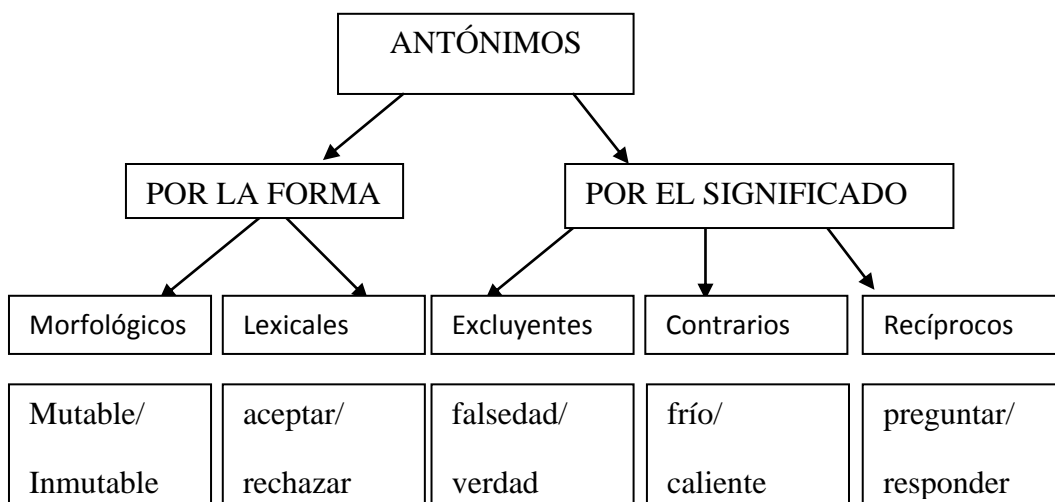 ANTÓNIMOS
POR LA FORMA
POR EL SIGNIFICADO
Morfológicos
Lexicales
Excluyentes
Contrarios
Recíprocos
Mutable/
Inmutable
aceptar/
rechazar
falsedad/
verdad
frío/
caliente
preguntar/
responder